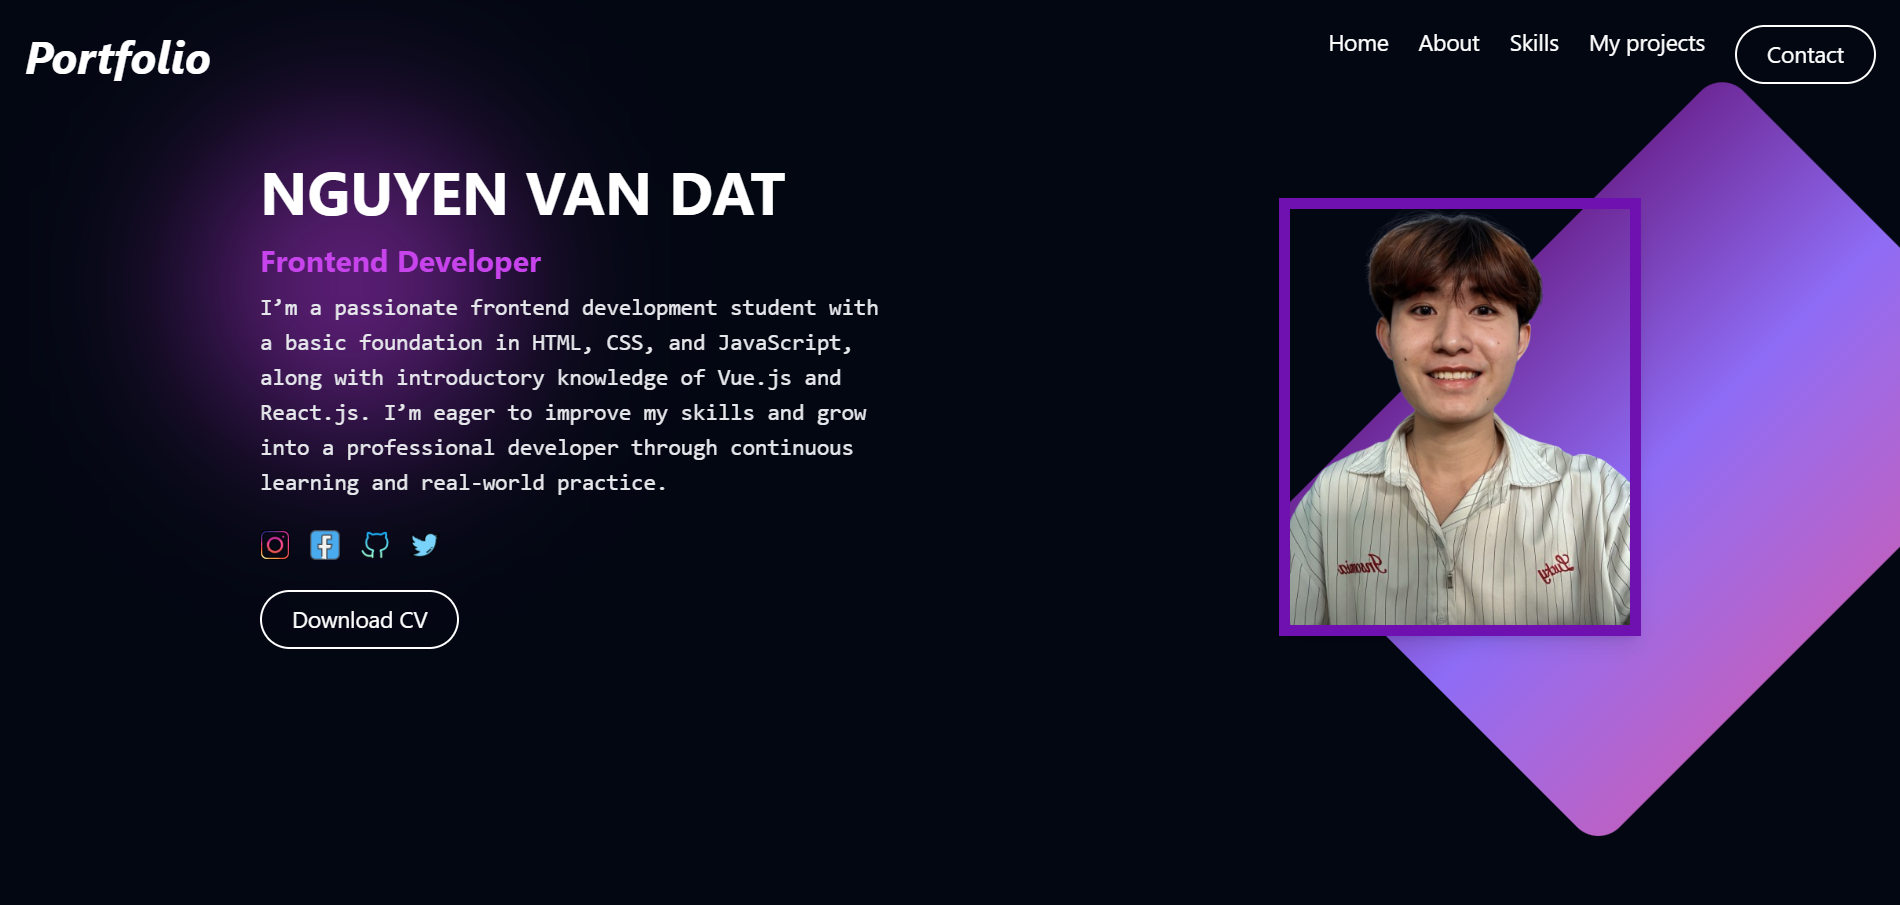 Portfolio
Home About Skills My projects Contact
NGUYEN VAN DAT
Frontend Developer
I’m a passionate frontend development student with
a basic foundation in HTML, CSS, and JavaScript,
along with introductory knowledge of Vue.js and
React.js. I’m eager to improve my skills and grow
into a professional developer through continuous
learning and real-world practice.
Download CV
Insomia Lucky